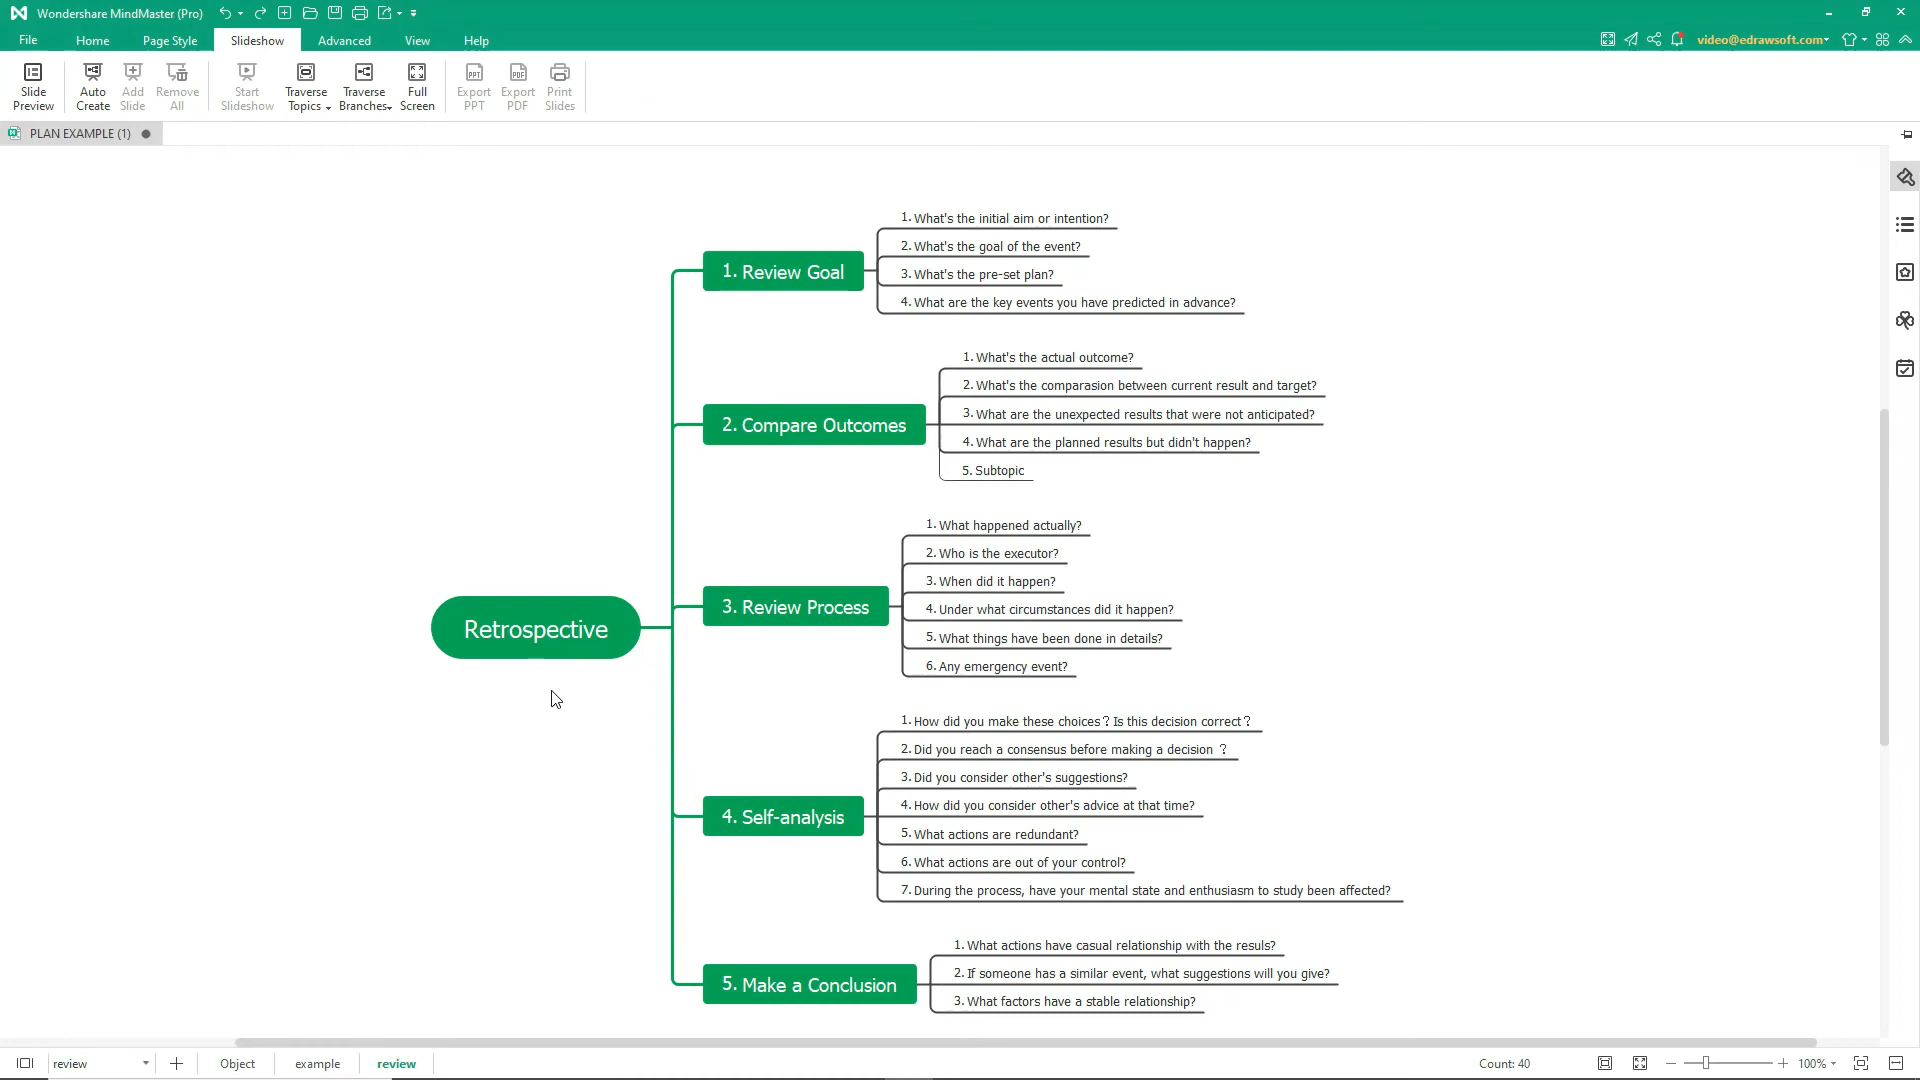 Wondershare MindMaster (Pro)
File Home Page Style Slideshow Advanced View Help
video@edrawsoft.com
Slide Preview
Auto Create
Add Slide
Remove All
Start Slideshow
Traverse Topics
Traverse Branches
Full Screen
Export PPT
Export PDF
Print Slides
PLAN EXAMPLE (1)
Retrospective
1. Review Goal
1. What's the initial aim or intention?
2. What's the goal of the event?
3. What's the pre-set plan?
4. What are the key events you have predicted in advance?
2. Compare Outcomes
1. What's the actual outcome?
2. What's the comparasion between current result and target?
3. What are the unexpected results that were not anticipated?
4. What are the planned results but didn't happen?
5. Subtopic
3. Review Process
1. What happened actually?
2. Who is the executor?
3. When did it happen?
4. Under what circumstances did it happen?
5. What things have been done in details?
6. Any emergency event?
4. Self-analysis
1. How did you make these choices？Is this decision correct？
2. Did you reach a consensus before making a decision ？
3. Did you consider other's suggestions?
4. How did you consider other's advice at that time?
5. What actions are redundant?
6. What actions are out of your control?
7. During the process, have your mental state and enthusiasm to study been affected?
5. Make a Conclusion
1. What actions have casual relationship with the resuls?
2. If someone has a similar event, what suggestions will you give?
3. What factors have a stable relationship?
review Object example review Count: 40 100%